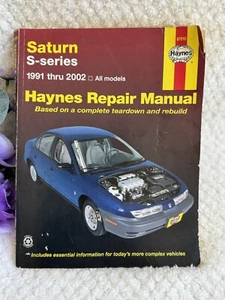 Saturn
S-series
1991 thru 2002 □ All models
Haynes
Haynes Repair Manual
Based on a complete teardown and rebuild
Includes essential information for today's more complex vehicles